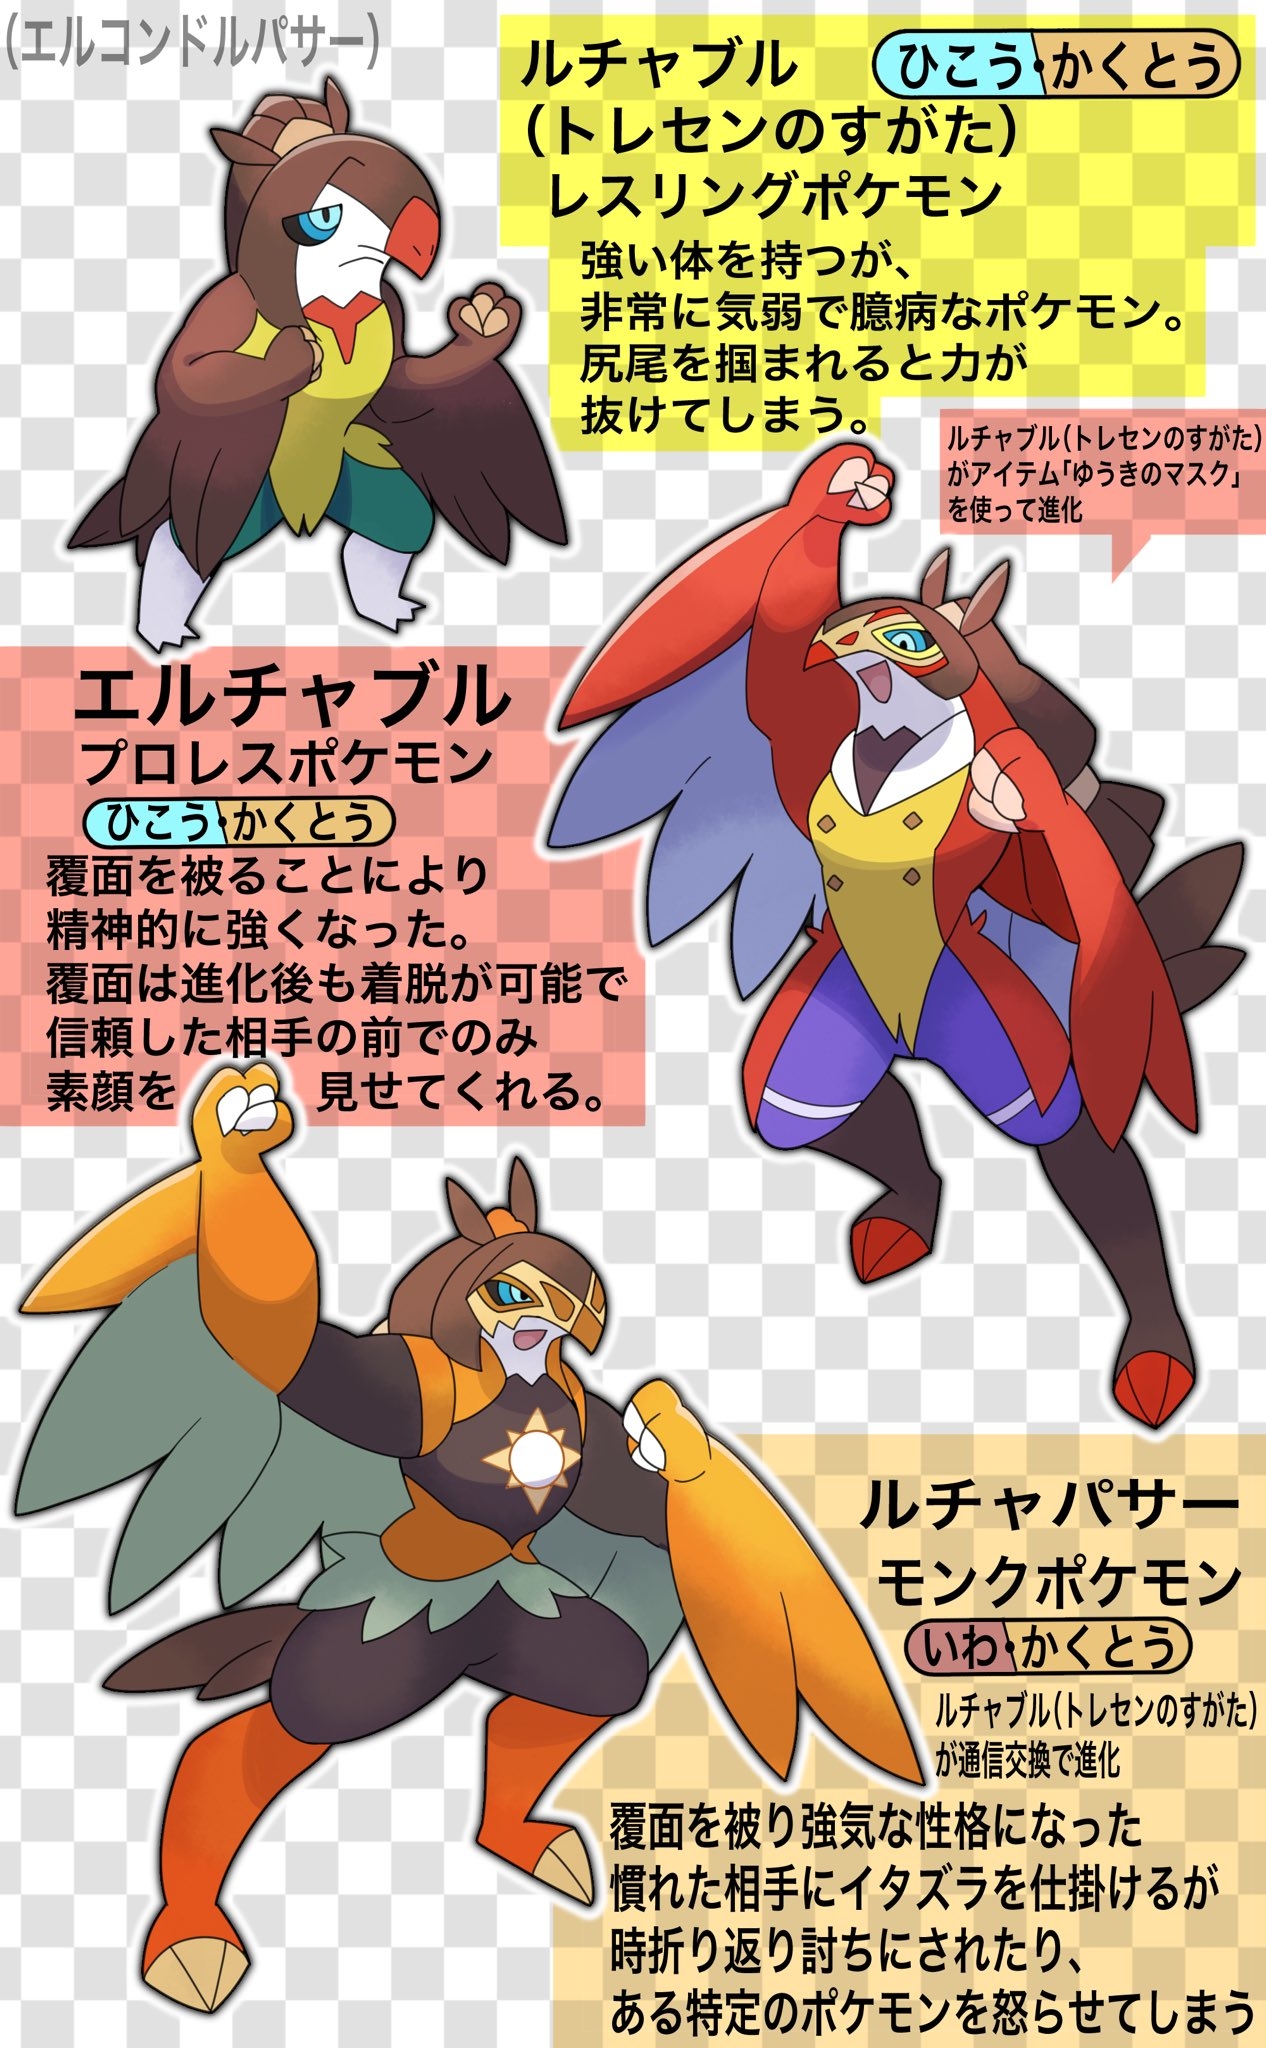 (エルコンドルパサー)
ルチャブル
ひこう・かくとう
(トレセンのすがた)
レスリングポケモン
強い体を持つが、
非常に気弱で臆病なポケモン。
尻尾を掴まれると力が
抜けてしまう。
ルチャブル(トレセンのすがた)
がアイテム「ゆうきのマスク」
を使って進化
エルチャブル
プロレスポケモン
ひこう・かくとう
覆面を被ることにより
精神的に強くなった。
覆面は進化後も着脱が可能で
信頼した相手の前でのみ
素顔を 見せてくれる。
ルチャパサー
モンクポケモン
いわ・かくとう
ルチャブル(トレセンのすがた)
が通信交換で進化
覆面を被り強気な性格になった
慣れた相手にイタズラを仕掛けるが
時折り返り討ちにされたり、
ある特定のポケモンを怒らせてしまう